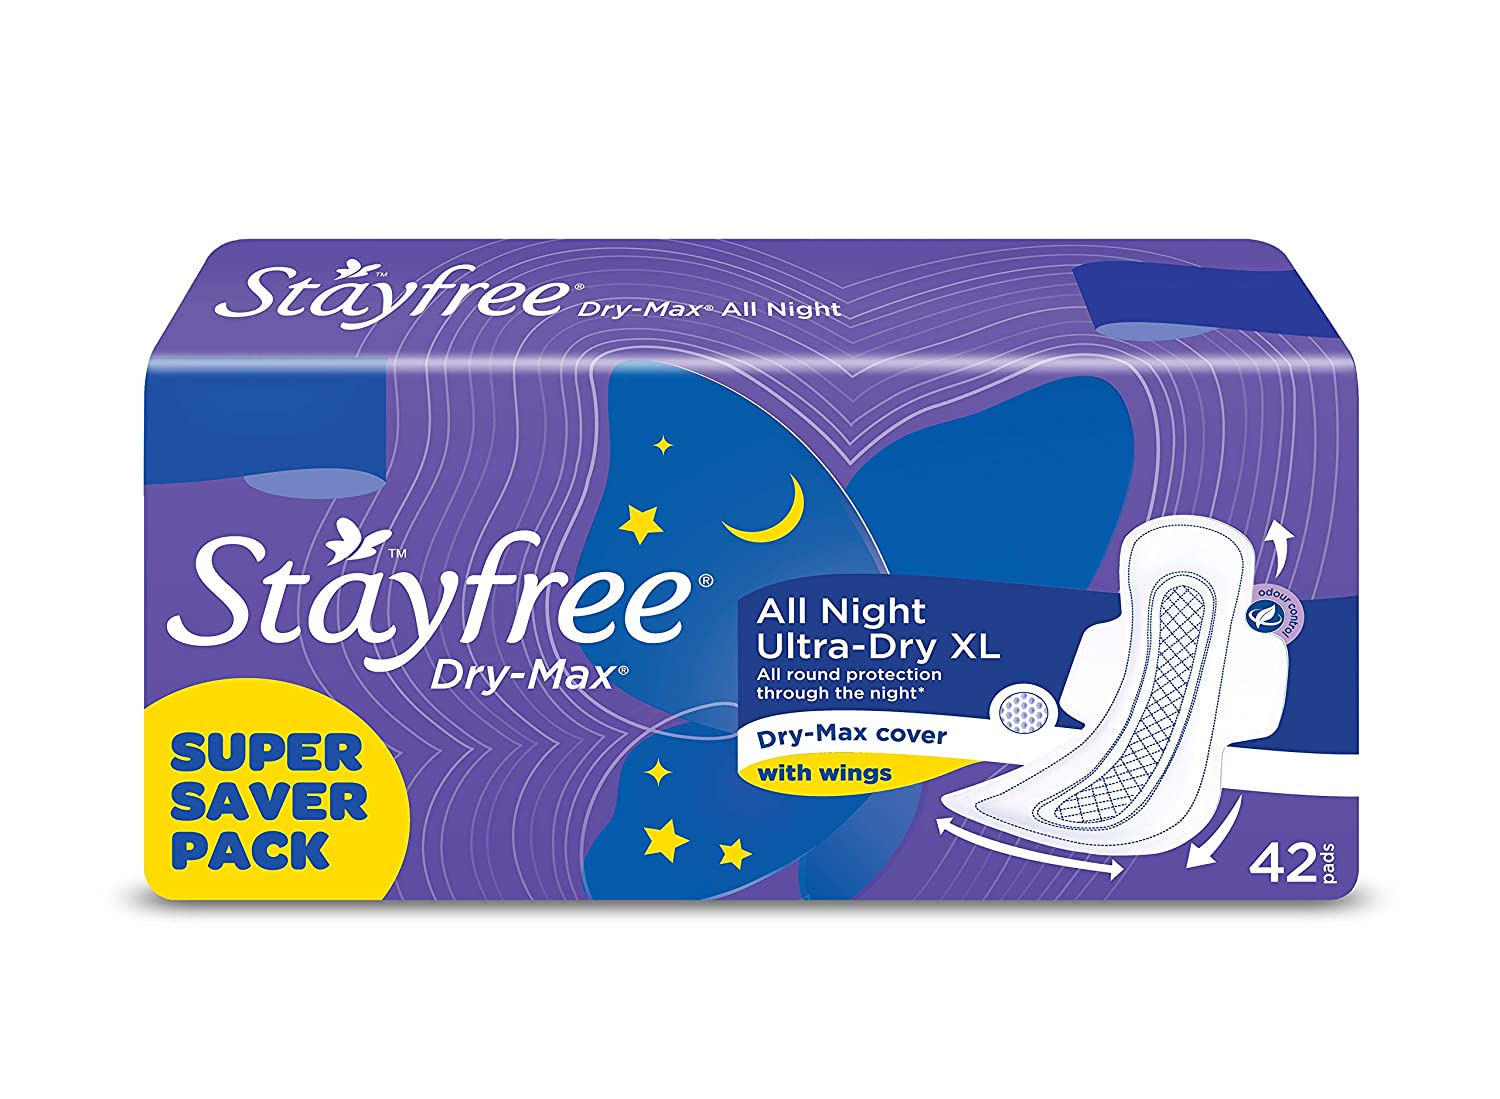 Stayfree® Dry-Max® All Night
Stayfree®
™
Dry-Max®
SUPER
SAVER
PACK
All Night
Ultra-Dry XL
All round protection
through the night*
Dry-Max cover
with wings
odour control
42 pads